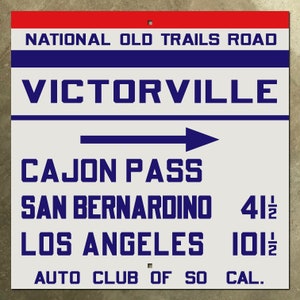 NATIONAL OLD TRAILS ROAD
VICTORVILLE
CAJON PASS
SAN BERNARDINO 41½
LOS ANGELES 101½
AUTO CLUB OF SO CAL.